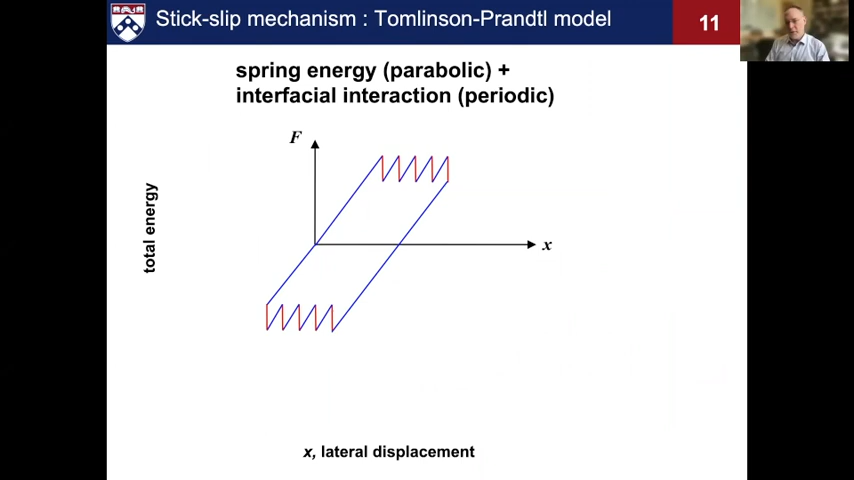 Stick-slip mechanism : Tomlinson-Prandtl model
11
spring energy (parabolic) +
interfacial interaction (periodic)
F
x
total energy
x, lateral displacement